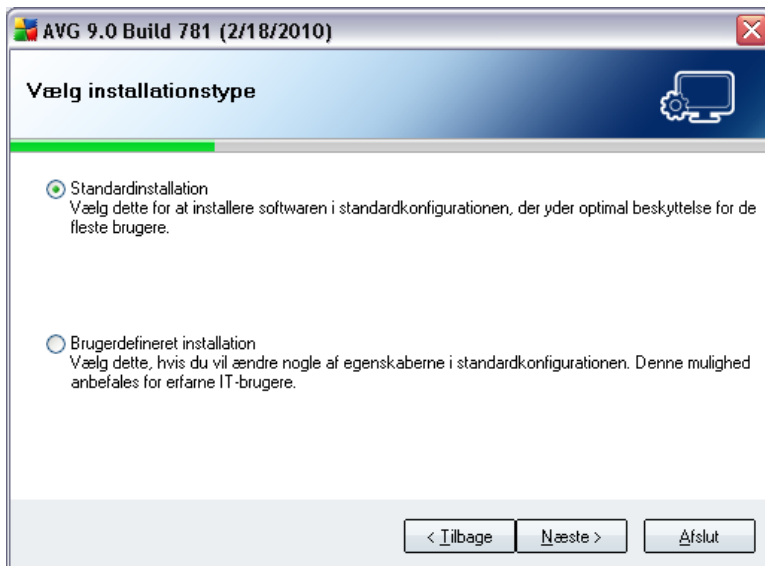 AVG 9.0 Build 781 (2/18/2010)
Vælg installationstype
Standardinstallation
Vælg dette for at installere softwaren i standardkonfigurationen, der yder optimal beskyttelse for de
fleste brugere.
Brugerdefineret installation
Vælg dette, hvis du vil ændre nogle af egenskaberne i standardkonfigurationen. Denne mulighed
anbefales for erfarne IT-brugere.
< Tilbage
Næste >
Afslut